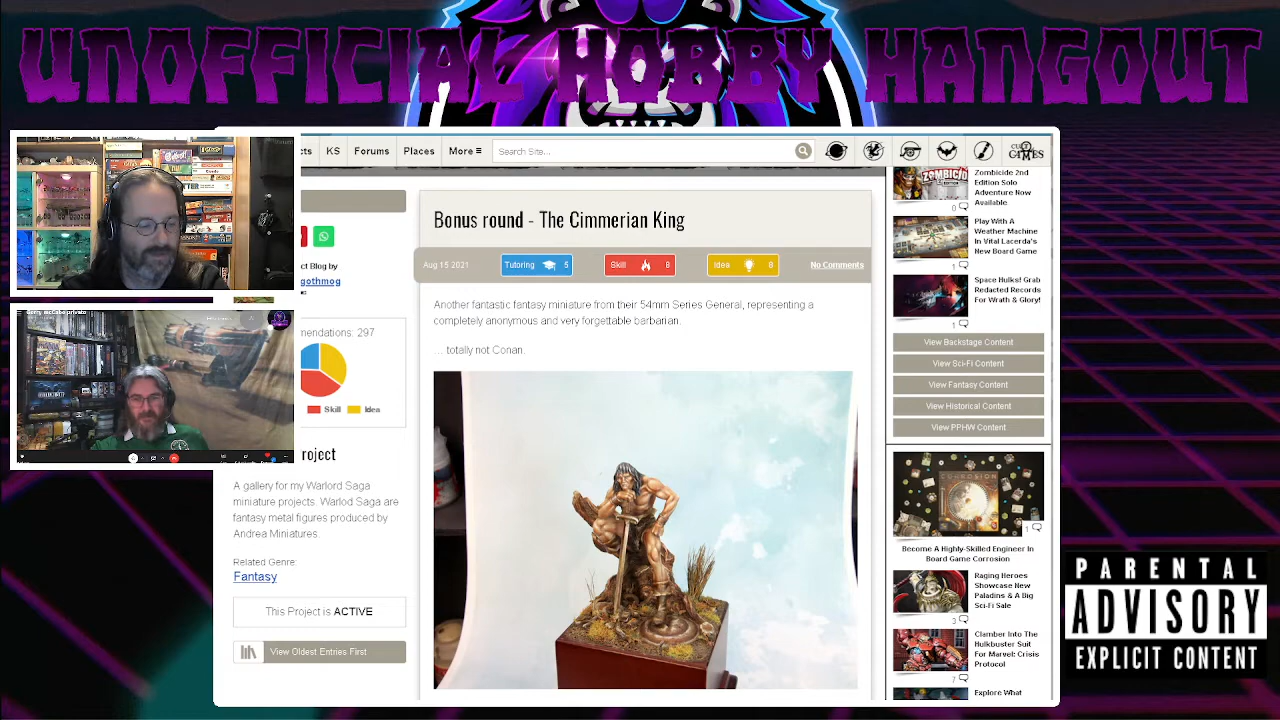 UNOFFICIAL HOBBY HANGOUT
KS
Forums
Places
More ≡
Search Site...
Bonus round - The Cimmerian King
Aug 15 2021
Tutoring 5
Skill 8
Idea 8
No Comments
ct Blog by
gothmog
Another fantastic fantasy miniature from their 54mm Series General, representing a
completely anonymous and very forgettable barbarian.
... totally not Conan.
nendations: 297
Skill
Idea
roject
A gallery for my Warlord Saga
miniature projects. Warlod Saga are
fantasy metal figures produced by
Andrea Miniatures.
Related Genre:
Fantasy
This Project is ACTIVE
View Oldest Entries First
Zombicide 2nd
Edition Solo
Adventure Now
Available
0
Play With A
Weather Machine
In Vital Lacerda's
New Board Game
1
Space Hulks! Grab
Redacted Records
For Wrath & Glory!
1
View Backstage Content
View Sci-Fi Content
View Fantasy Content
View Historical Content
View PPHW Content
1
Become A Highly-Skilled Engineer In
Board Game Corrosion
Raging Heroes
Showcase New
Paladins & A Big
Sci-Fi Sale
3
Clamber Into The
Hulkbuster Suit
For Marvel: Crisis
Protocol
7
Explore What
PARENTAL
ADVISORY
EXPLICIT CONTENT